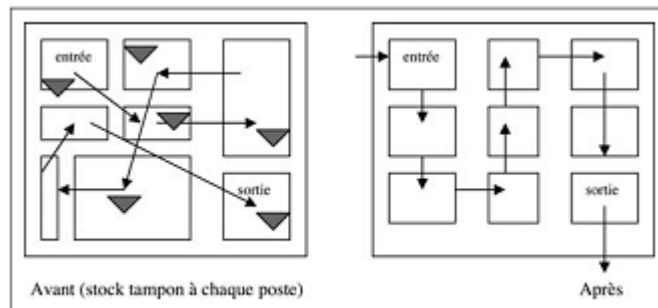 entrée
sortie
Avant (stock tampon à chaque poste)
entrée
sortie
Après